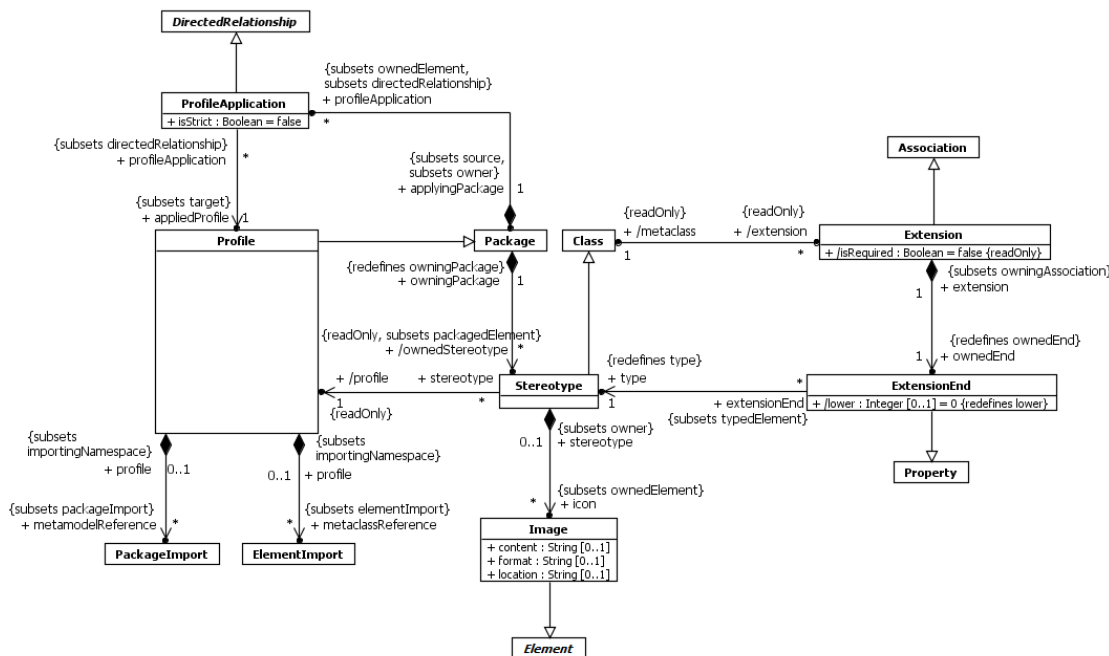 DirectedRelationship
{subsets ownedElement,
subsets directedRelationship}
+ profileApplication
*
ProfileApplication
+ isStrict : Boolean = false
{subsets directedRelationship}
+ profileApplication
*
{subsets source,
subsets owner}
+ applyingPackage
1
Association
{subsets target}
+ appliedProfile
1
Profile
Package
Class
{readOnly}
+ /metaclass
1
{readOnly}
+ /extension
*
Extension
+ /isRequired : Boolean = false {readOnly}
{redefines owningPackage}
+ owningPackage
1
{subsets owningAssociation}
+ extension
1
{readOnly, subsets packagedElement}
+ /ownedStereotype
*
{redefines ownedEnd}
+ ownedEnd
1
+ /profile
1
{readOnly}
+ stereotype
*
Stereotype
{redefines type}
+ type
1
*
+ extensionEnd
{subsets typedElement}
ExtensionEnd
+ /lower : Integer [0..1] = 0 {redefines lower}
{subsets
importingNamespace}
+ profile
0..1
{subsets
importingNamespace}
+ profile
0..1
{subsets owner}
+ stereotype
0..1
Property
{subsets packageImport}
+ metamodelReference
*
{subsets elementImport}
+ metaclassReference
*
{subsets ownedElement}
+ icon
*
PackageImport
ElementImport
Image
+ content : String [0..1]
+ format : String [0..1]
+ location : String [0..1]
Element